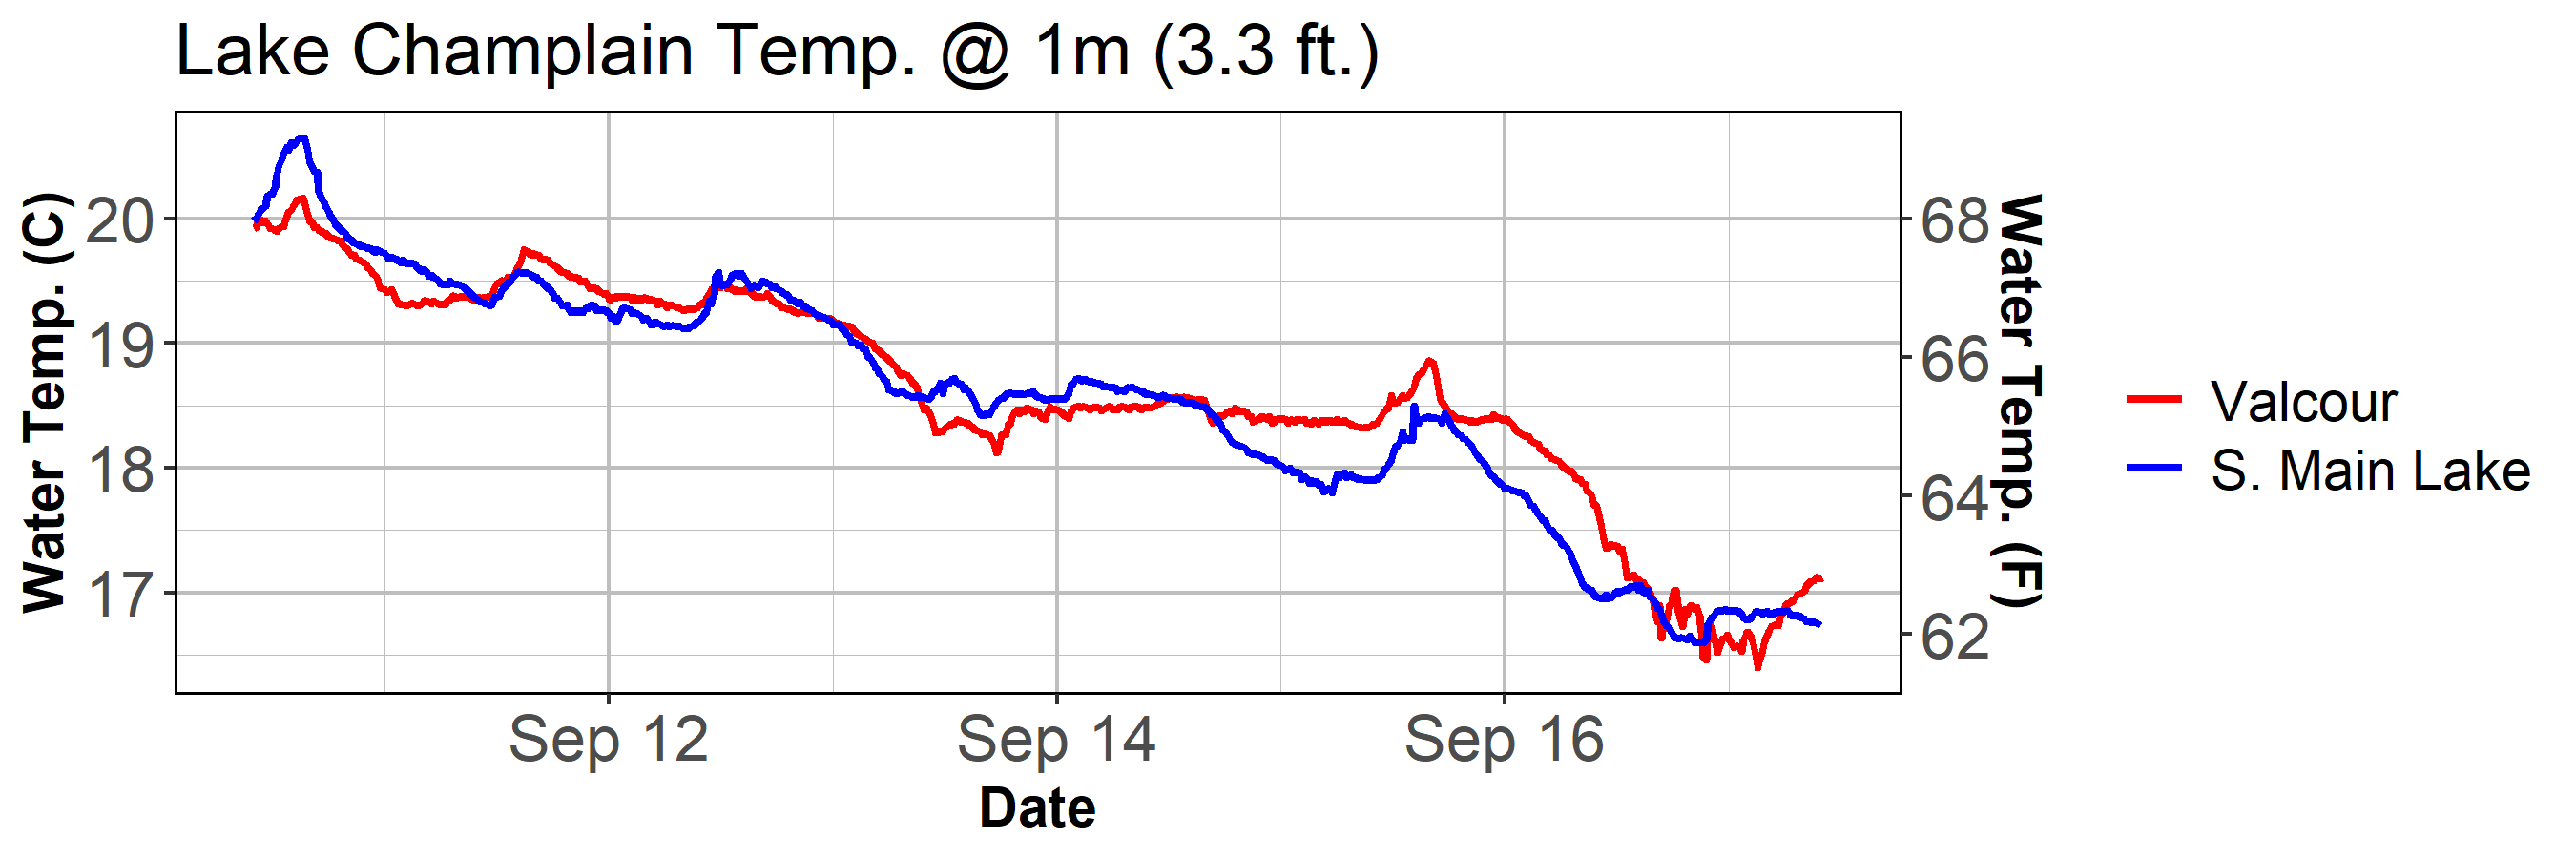 Lake Champlain Temp. @ 1m (3.3 ft.)
Water Temp. (C)
20
19
18
17
68
66
64
62
Water Temp. (F)
Sep 12
Sep 14
Sep 16
Date
Valcour
S. Main Lake